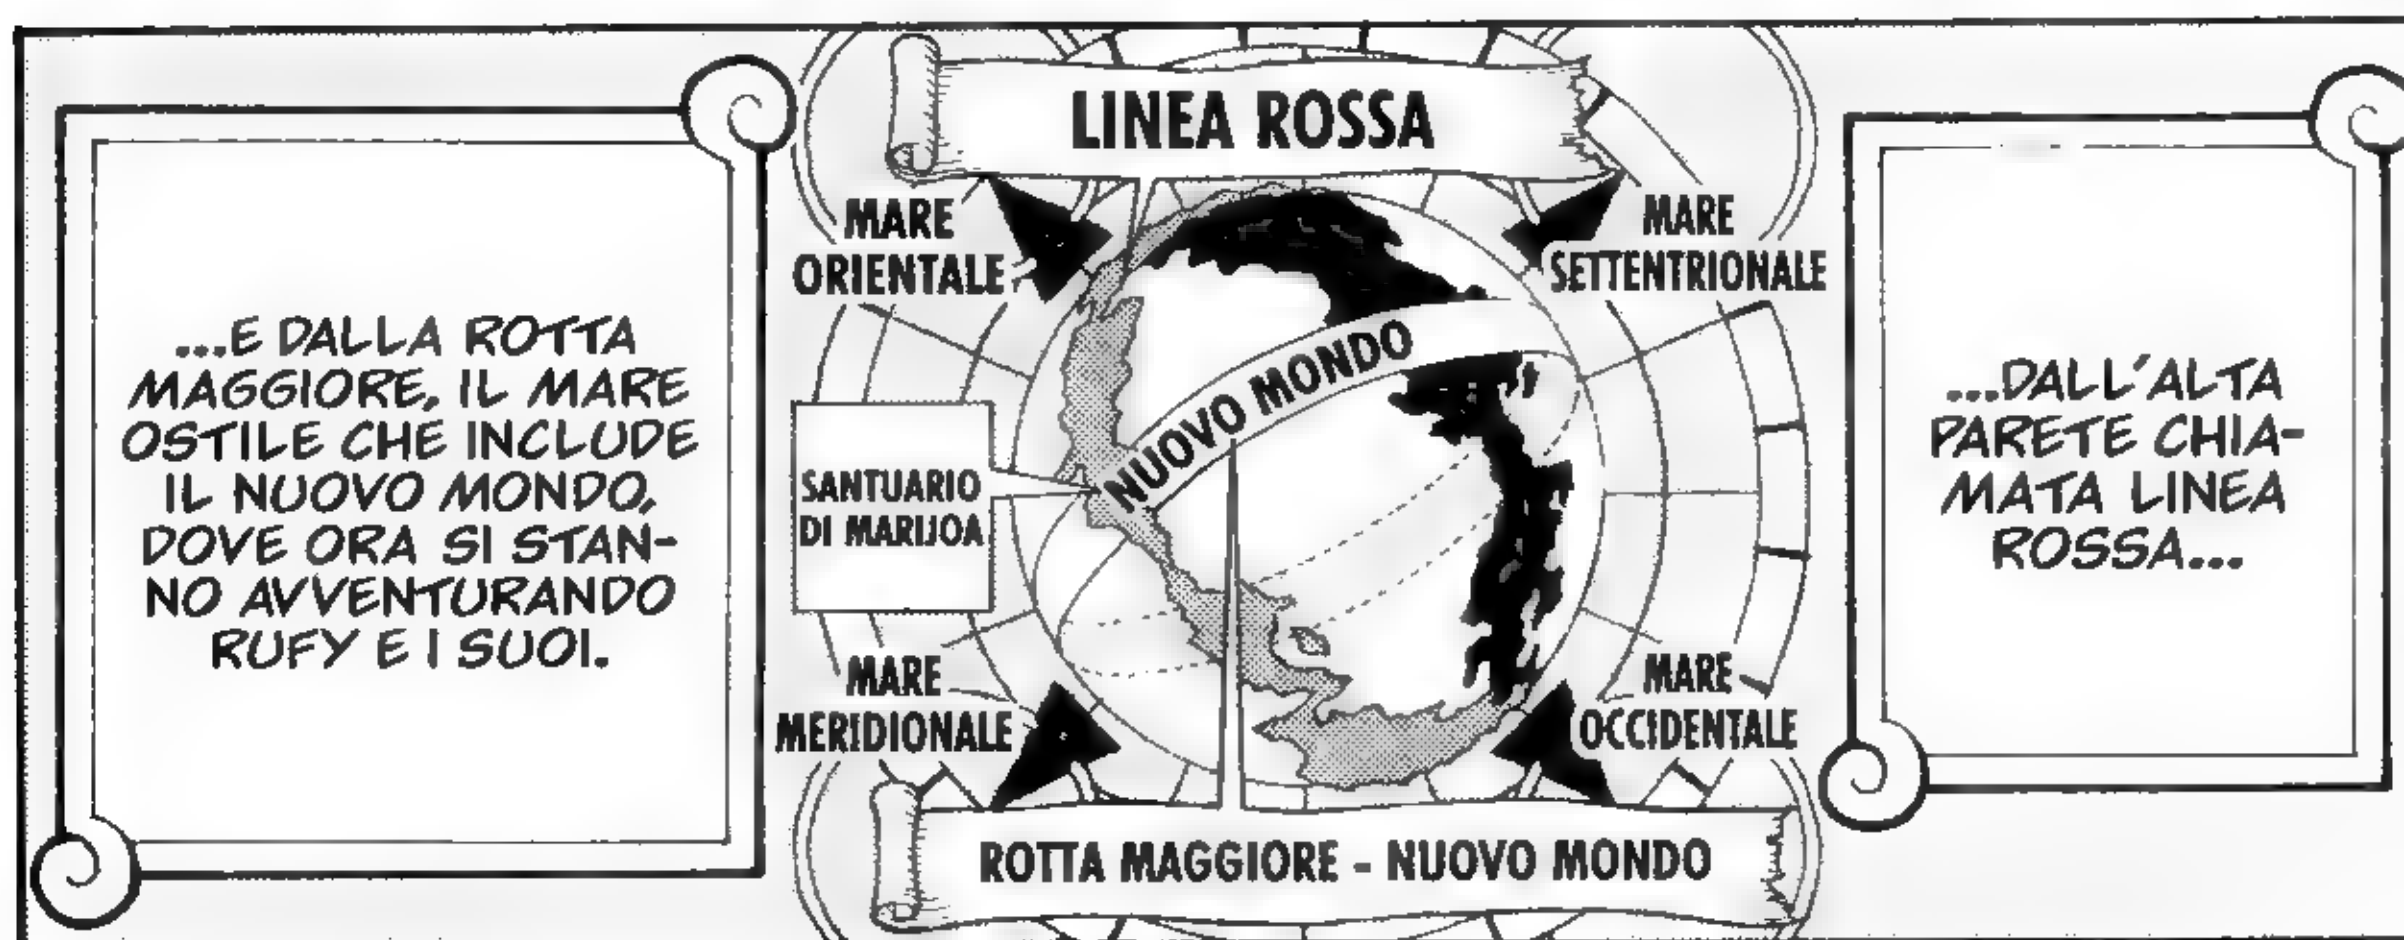 ...DALL'ALTA
PARETE CHIA-
MATA LINEA
ROSSA...
LINEA ROSSA
MARE
SETTENTRIONALE
MARE
ORIENTALE
NUOVO MONDO
SANTUARIO
DI MARIJOA
MARE
OCCIDENTALE
MARE
MERIDIONALE
ROTTA MAGGIORE - NUOVO MONDO
...E DALLA ROTTA
MAGGIORE, IL MARE
OSTILE CHE INCLUDE
IL NUOVO MONDO,
DOVE ORA SI STAN-
NO AVVENTURANDO
RUFY E I SUOI.